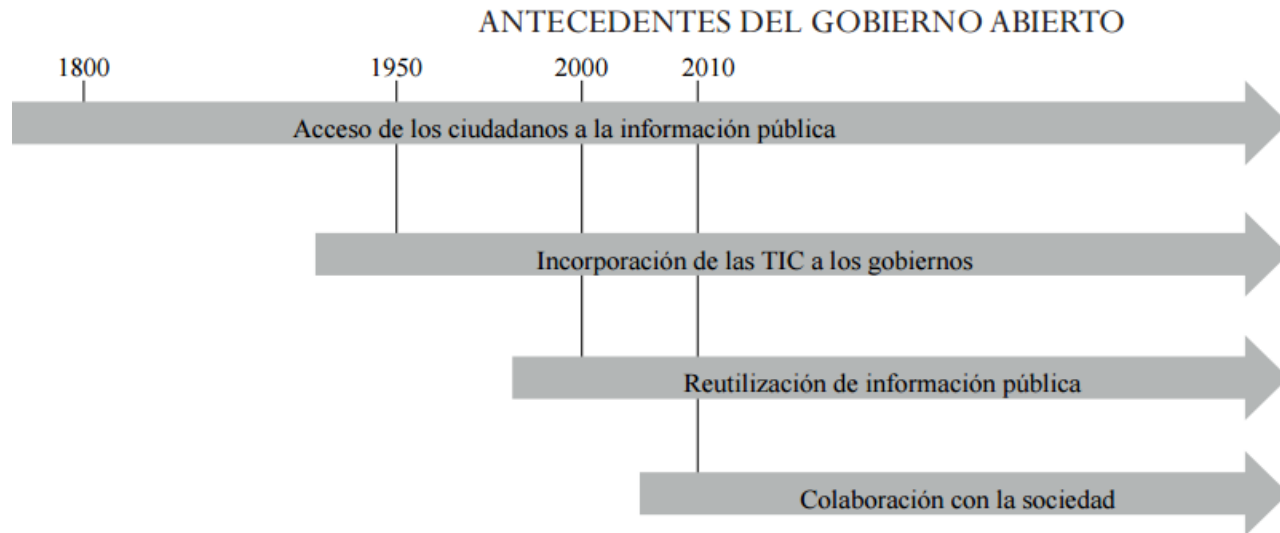 ANTECEDENTES DEL GOBIERNO ABIERTO
1800 1950 2000 2010
Acceso de los ciudadanos a la información pública
Incorporación de las TIC a los gobiernos
Reutilización de información pública
Colaboración con la sociedad